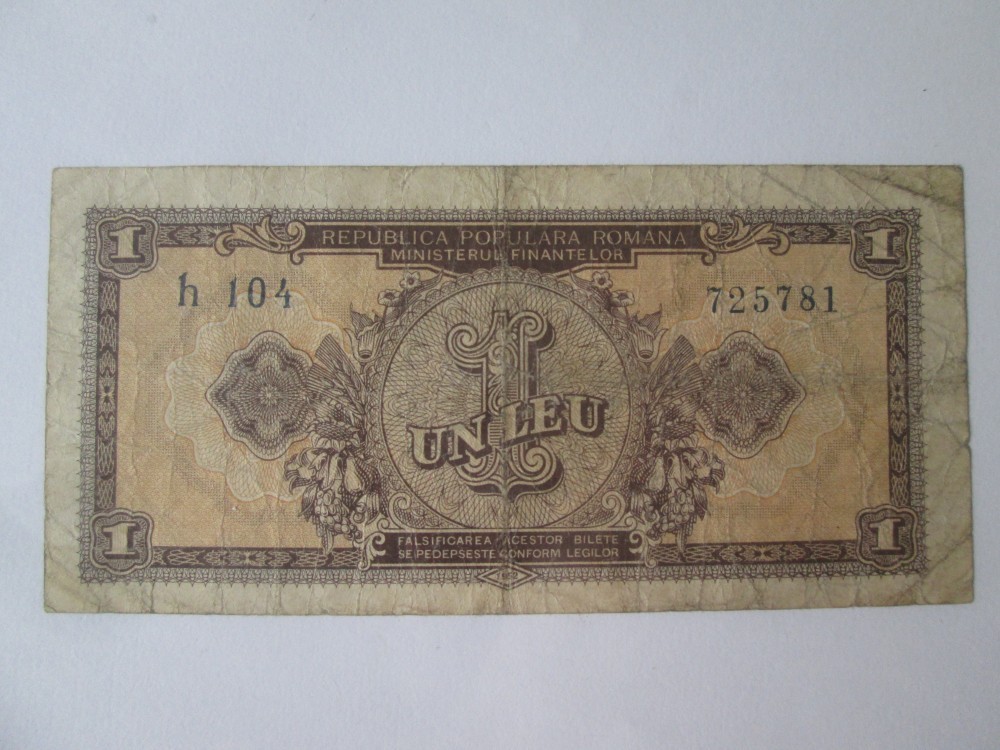 1
1
REPUBLICA POPULARA ROMANA
MINISTERUL FINANTELOR
h 104
725781
1
UN LEU
1
1
FALSIFICAREA ACESTOR BILETE
SE PEDEPSESTE CONFORM LEGILOR